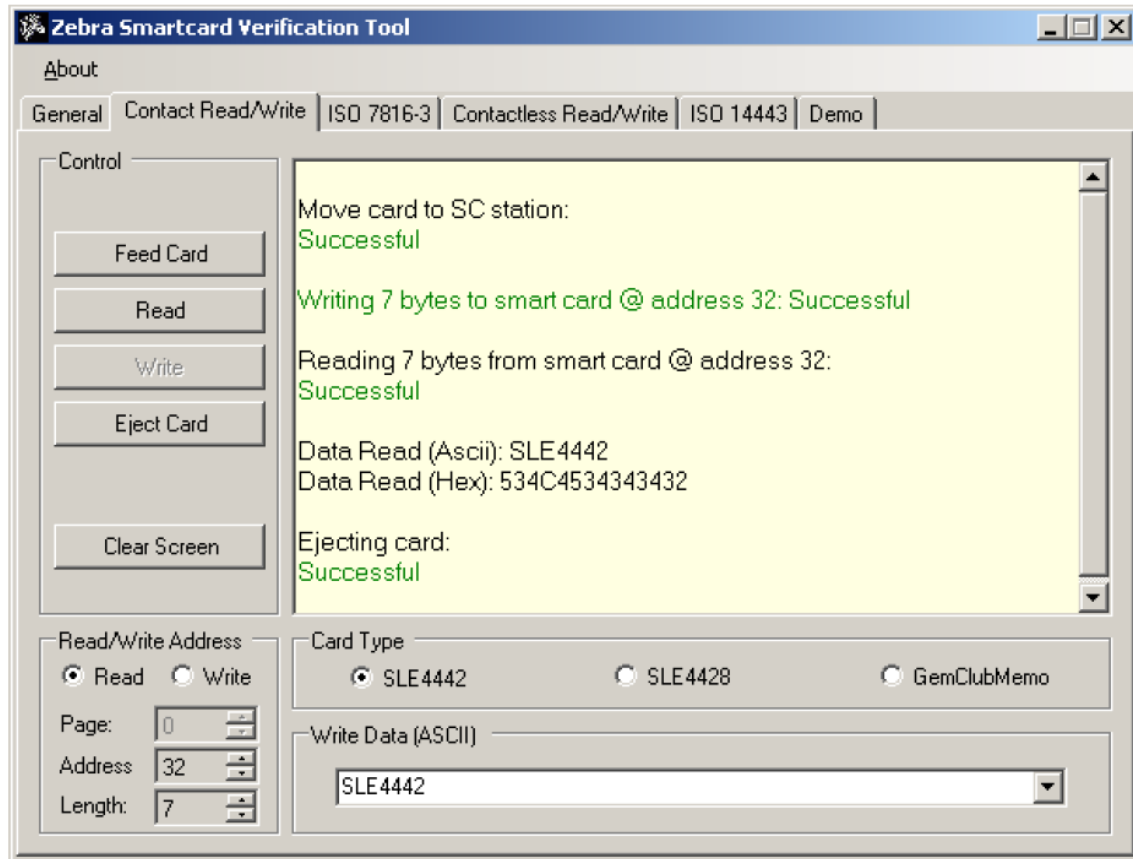 Zebra Smartcard Verification Tool
About
General Contact Read/Write ISO 7816-3 Contactless Read/Write ISO 14443 Demo
Control
Feed Card
Read
Write
Eject Card
Clear Screen
Move card to SC station:
Successful
Writing 7 bytes to smart card @ address 32: Successful
Reading 7 bytes from smart card @ address 32:
Successful
Data Read (Ascii): SLE4442
Data Read (Hex): 534C4534343432
Ejecting card:
Successful
Read/Write Address
Read Write
Page: 0
Address 32
Length: 7
Card Type
SLE4442 SLE4428 GemClubMemo
Write Data (ASCII)
SLE4442